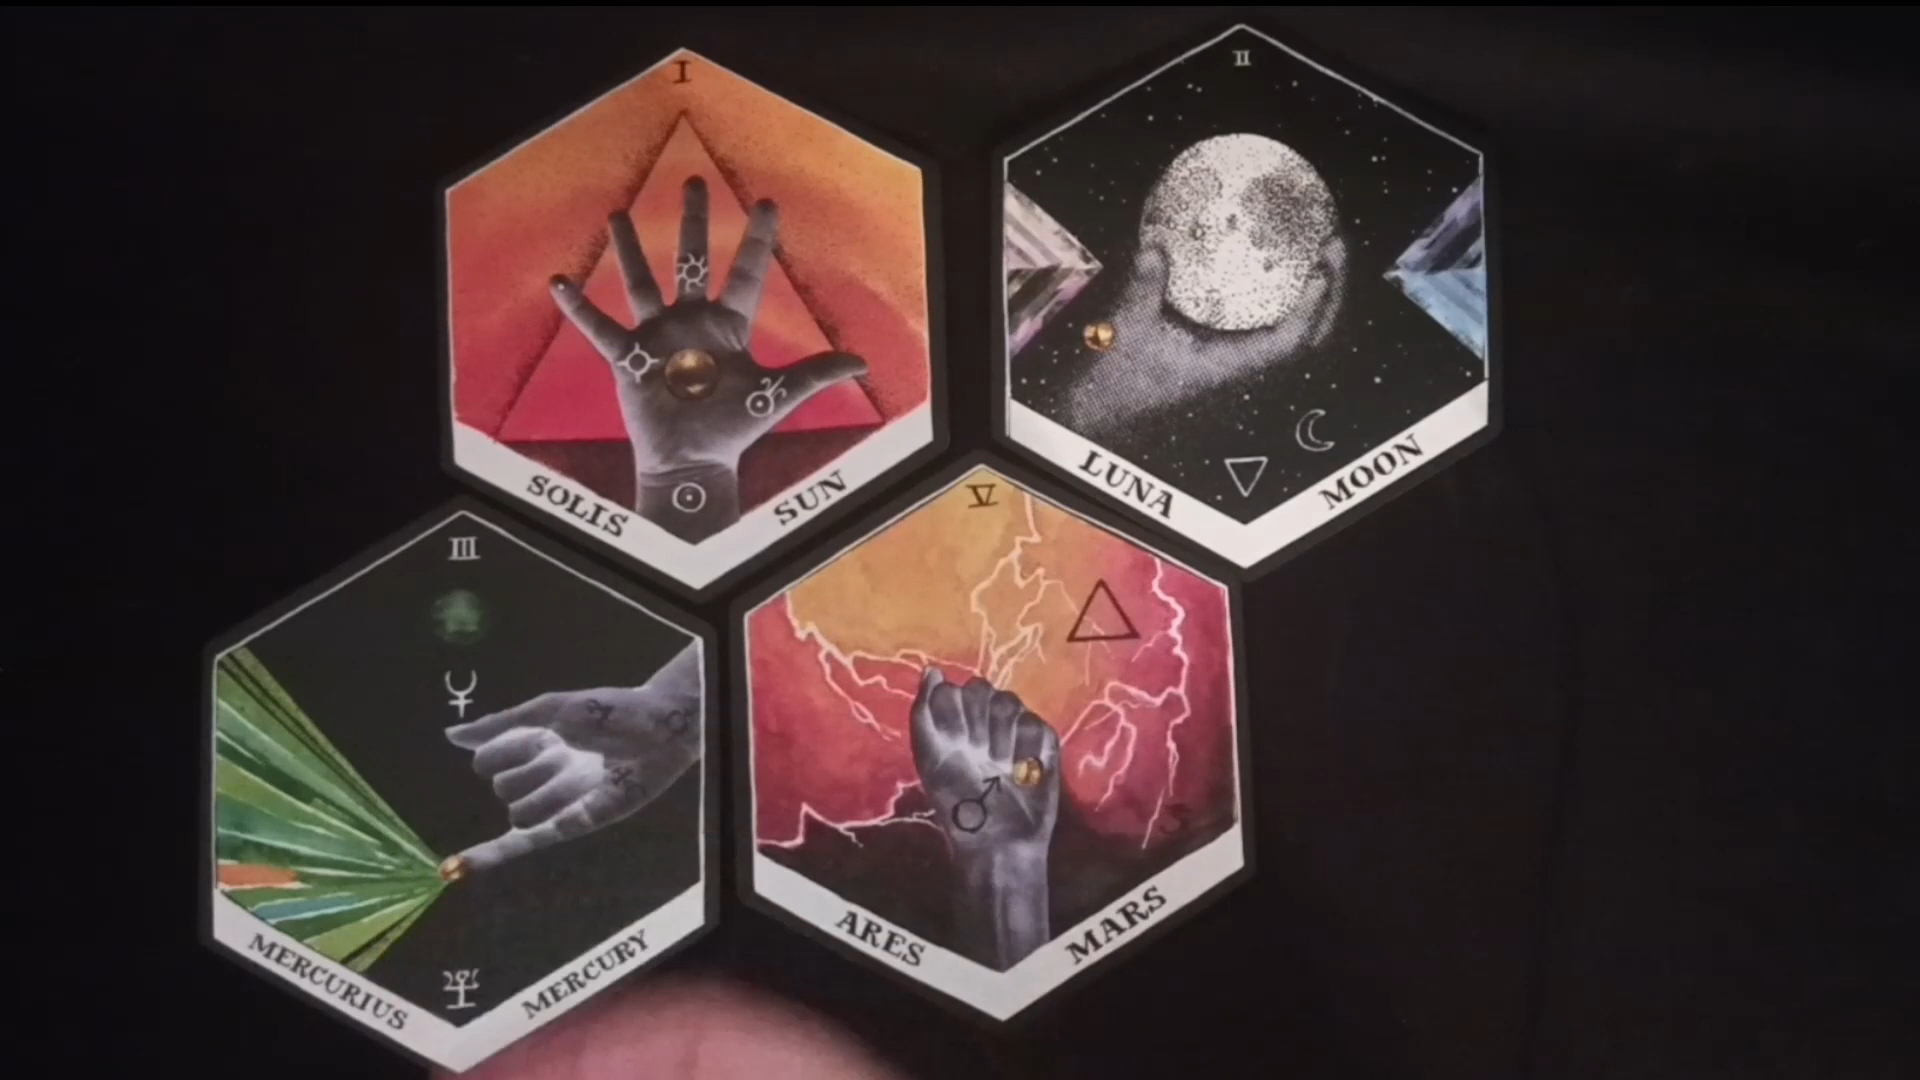 I
SOLIS SUN
II
LUNA MOON
III
MERCURIUS MERCURY
V
ARES MARS